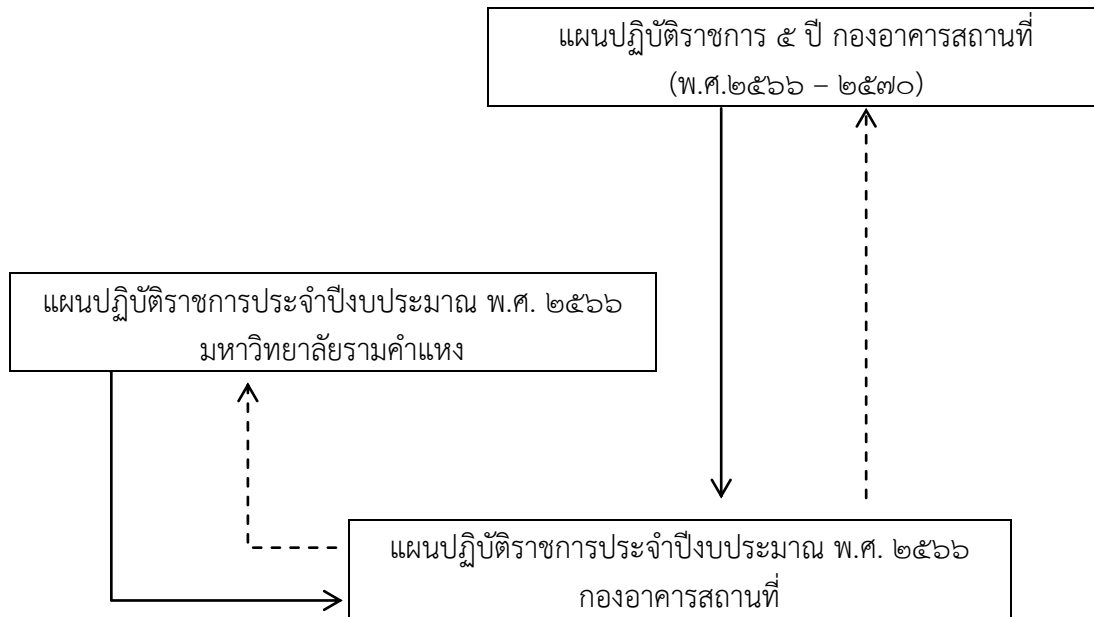 แผนปฏิบัติราชการ ๕ ปี กองอาคารสถานที่
(พ.ศ.๒๕๖๖ – ๒๕๗๐)
แผนปฏิบัติราชการประจำปีงบประมาณ พ.ศ. ๒๕๖๖
มหาวิทยาลัยรามคำแหง
แผนปฏิบัติราชการประจำปีงบประมาณ พ.ศ. ๒๕๖๖
กองอาคารสถานที่